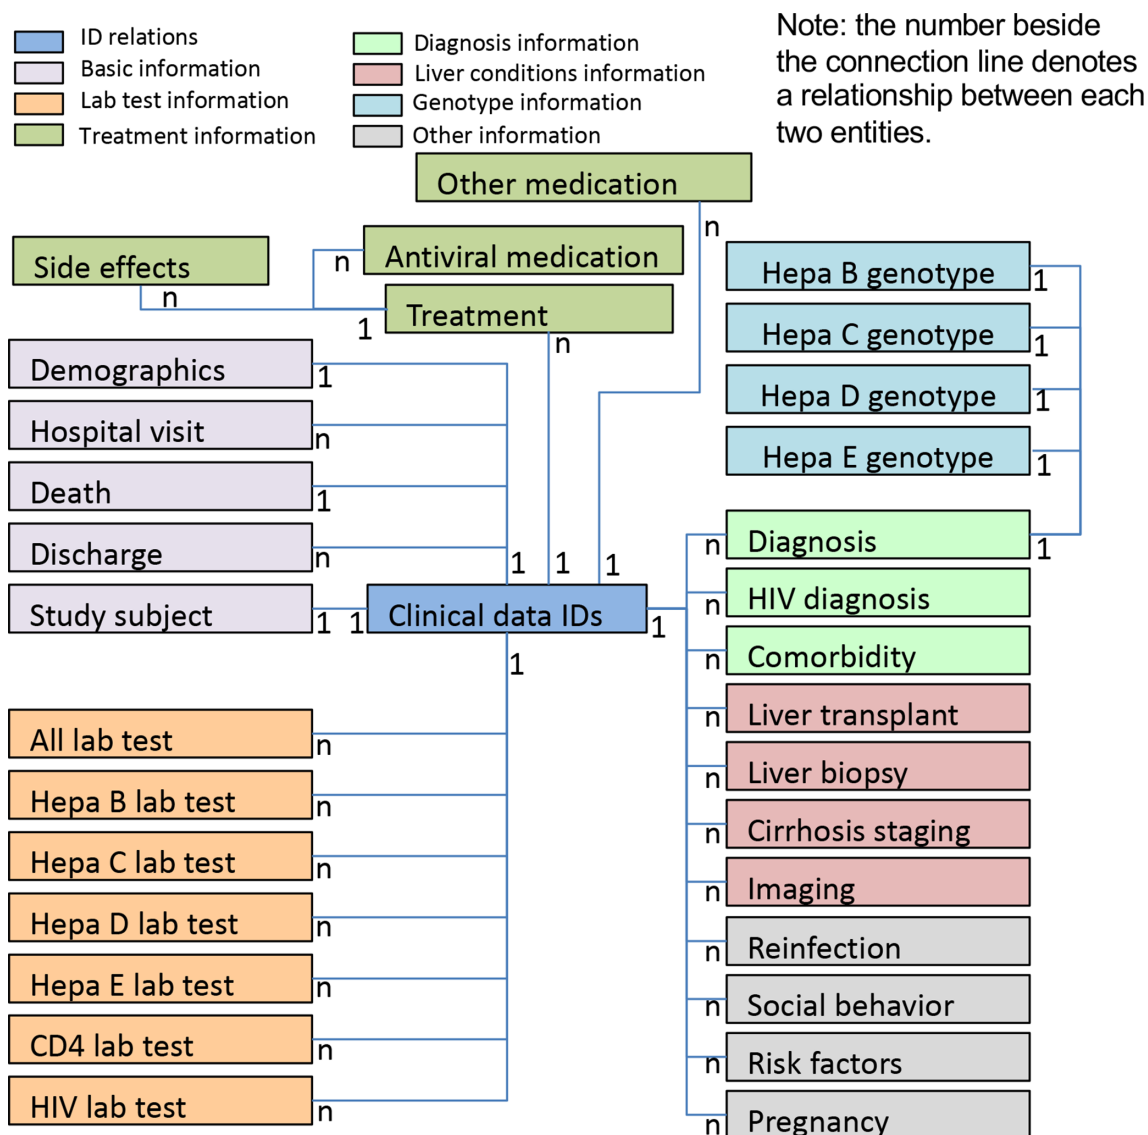 ID relations
Basic information
Lab test information
Treatment information
Diagnosis information
Liver conditions information
Genotype information
Other information
Note: the number beside
the connection line denotes
a relationship between each
two entities.
Other medication
n
Side effects
n
Antiviral medication
n
Treatment
1
n
Hepa B genotype
1
Hepa C genotype
1
Hepa D genotype
1
Hepa E genotype
1
Demographics
1
Hospital visit
n
Death
1
Discharge
n
Study subject
1
1
1
1
1
Clinical data IDs
1
1
All lab test
n
Hepa B lab test
n
Hepa C lab test
n
Hepa D lab test
n
Hepa E lab test
n
CD4 lab test
n
HIV lab test
n
n
Diagnosis
1
n
HIV diagnosis
n
Comorbidity
n
Liver transplant
n
Liver biopsy
n
Cirrhosis staging
n
Imaging
n
Reinfection
n
Social behavior
n
Risk factors
n
Pregnancy